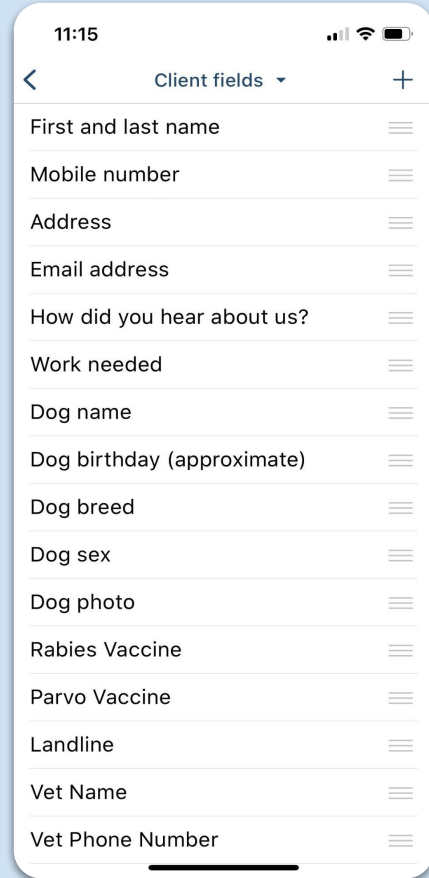 11:15
Client fields
First and last name
Mobile number
Address
Email address
How did you hear about us?
Work needed
Dog name
Dog birthday (approximate)
Dog breed
Dog sex
Dog photo
Rabies Vaccine
Parvo Vaccine
Landline
Vet Name
Vet Phone Number